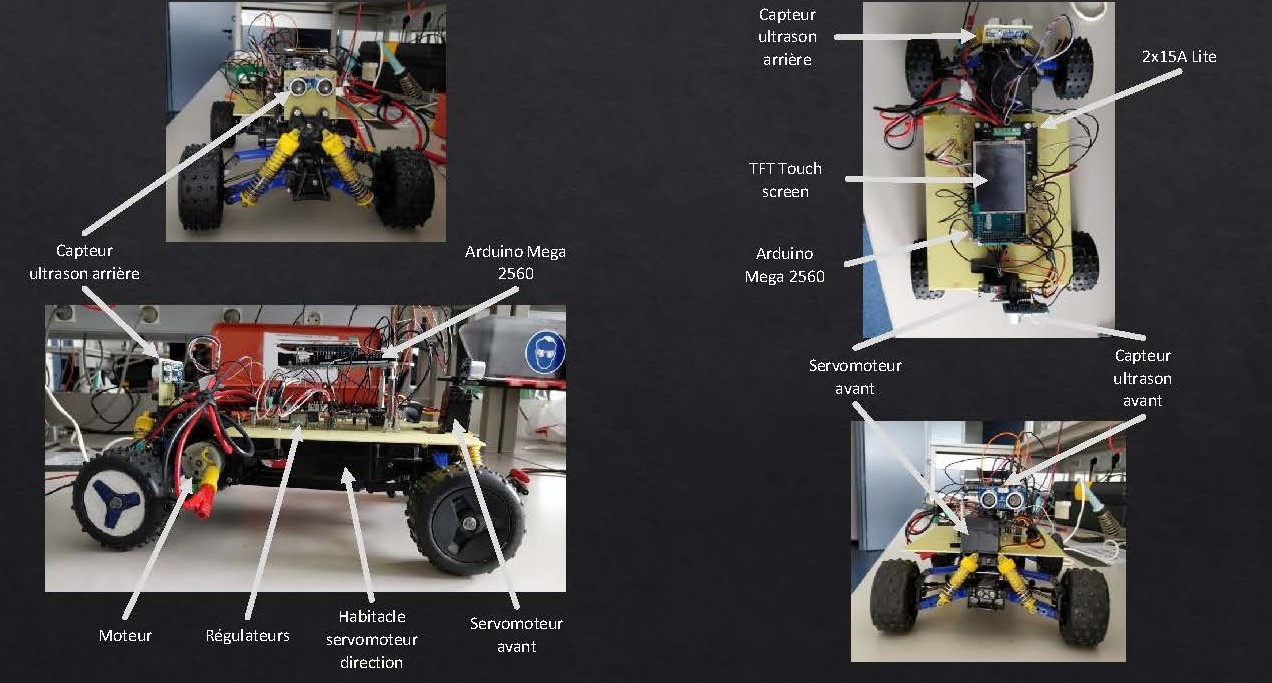 Capteur
ultrason arrière
Arduino Mega
2560
Moteur
Régulateurs
Habitacle
servomoteur
direction
Servomoteur
avant
Capteur
ultrason
arrière
2x15A Lite
TFT Touch
screen
Arduino
Mega 2560
Servomoteur
avant
Capteur
ultrason
avant